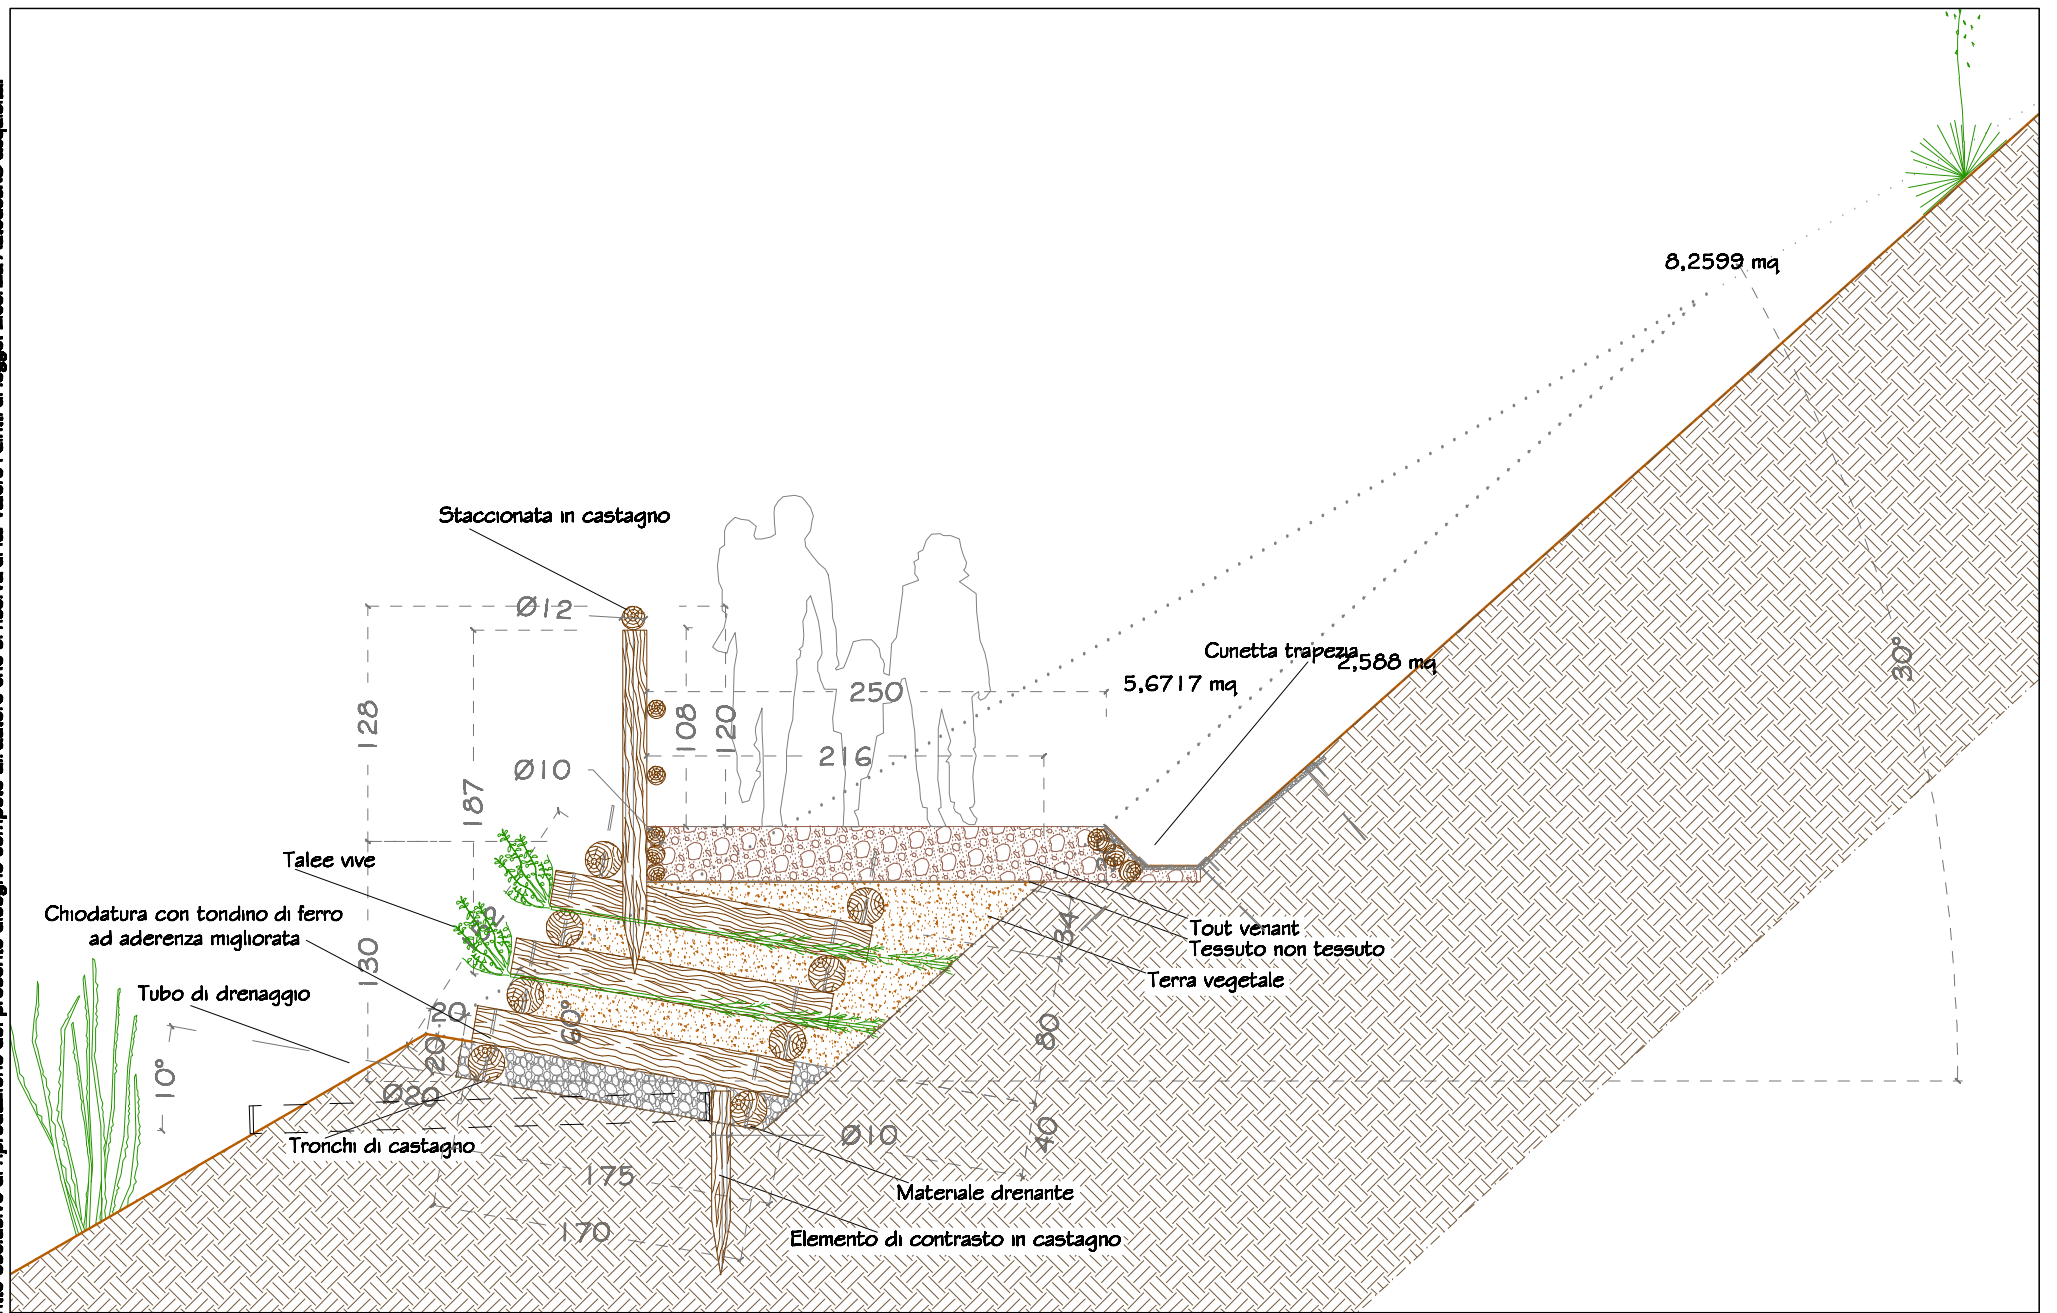 8,2599 mq
Staccionata in castagno
Ø12
Cunetta trapezia
2,588 mq
5,6717 mq
30°
250
128
108
120
216
Ø10
187
Talee vive
Chiodatura con tondino di ferro
ad aderenza migliorata
Tout venant
Tessuto non tessuto
34
Terra vegetale
130
Tubo di drenaggio
20
60°
20
80
10°
Ø20
Tronchi di castagno
Ø10
40
175
Materiale drenante
170
Elemento di contrasto in castagno